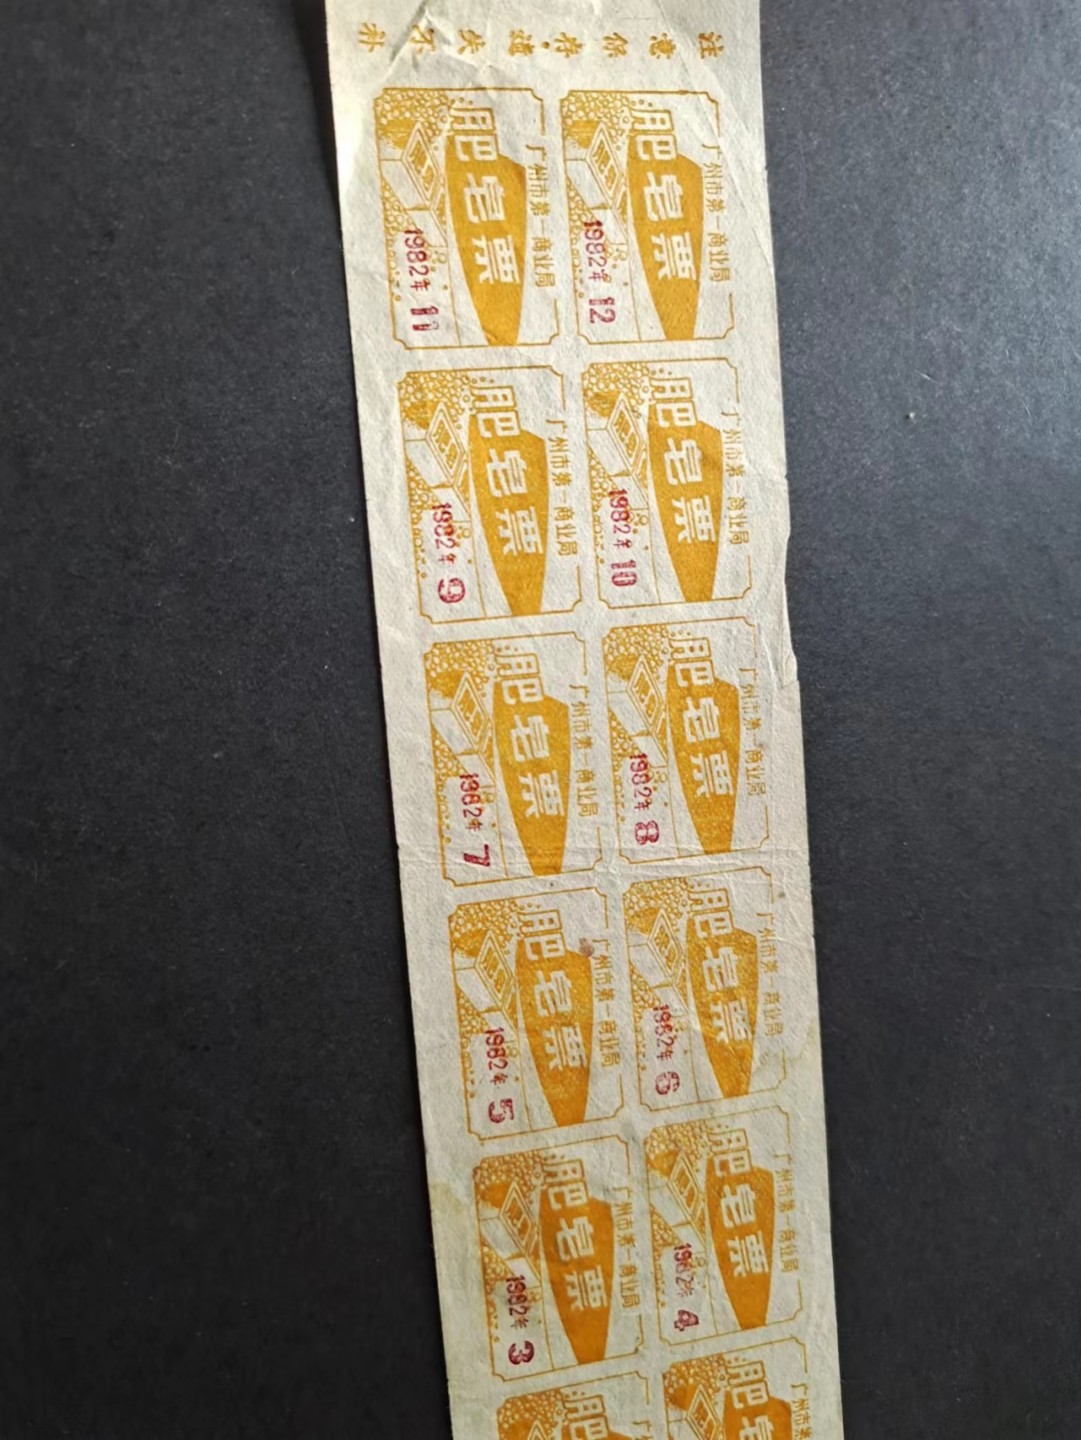 注意保存 遗失不补
广州市第一商业局
肥皂票
1982年 12
广州市第一商业局
肥皂票
1982年 11
广州市第一商业局
肥皂票
1982年 10
广州市第一商业局
肥皂票
1982年 9
广州市第一商业局
肥皂票
1982年 8
广州市第一商业局
肥皂票
1982年 7
广州市第一商业局
肥皂票
1982年 6
广州市第一商业局
肥皂票
1982年 5
广州市第一商业局
肥皂票
1982年 4
广州市第一商业局
肥皂票
1982年 3
广州市第
肥皂
广
肥